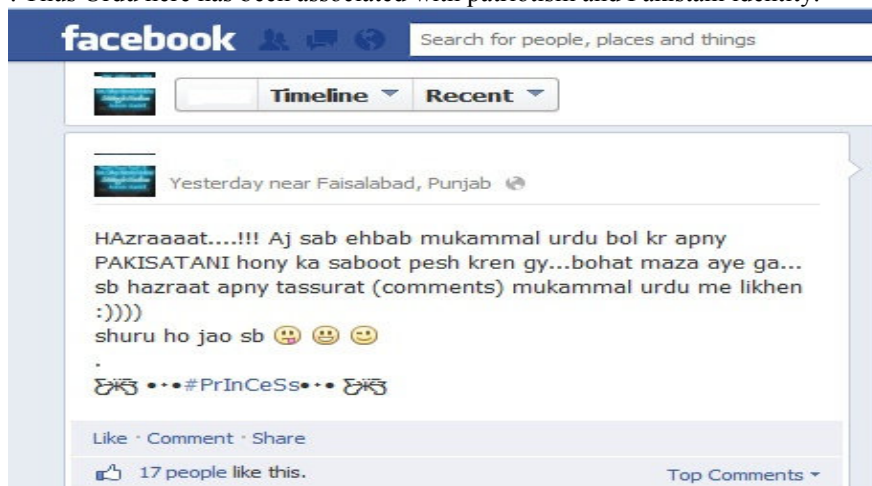 . Thus Urdu here has been associated with patriotism and Pakistani identity.
facebook Search for people, places and things
Timeline Recent
Yesterday near Faisalabad, Punjab
HAzraaaat....!!! Aj sab ehbab mukammal urdu bol kr apny
PAKISATANI hony ka saboot pesh kren gy...bohat maza aye ga...
sb hazraat apny tassurat (comments) mukammal urdu me likhen
:))))
shuru ho jao sb 😛 😃 😉
.
Ƹ̵̡Ӝ̵̨̄Ʒ •·•#PrInCeSs•·• Ƹ̵̡Ӝ̵̨̄Ʒ
Like · Comment · Share
17 people like this. Top Comments